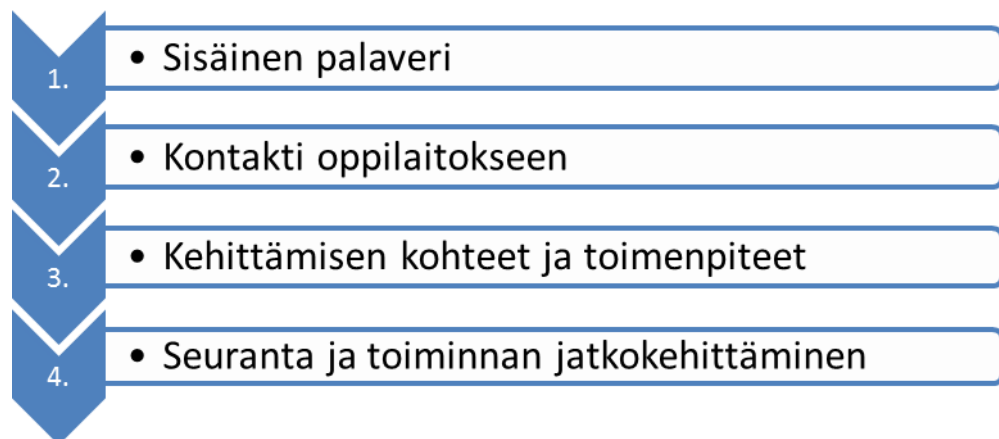 1.
• Sisäinen palaveri
2.
• Kontakti oppilaitokseen
3.
• Kehittämisen kohteet ja toimenpiteet
4.
• Seuranta ja toiminnan jatkokehittäminen